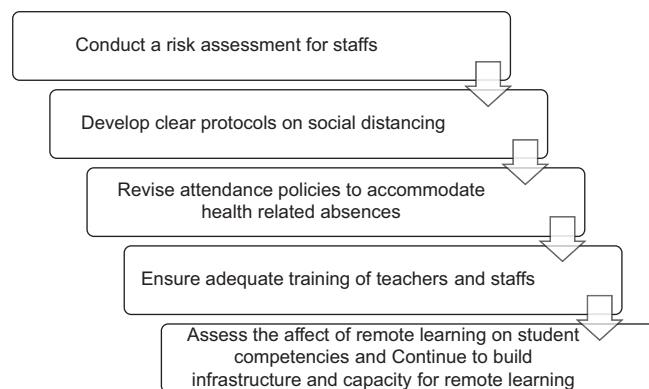 Conduct a risk assessment for staffs
Develop clear protocols on social distancing
Revise attendance policies to accommodate
health related absences
Ensure adequate training of teachers and staffs
Assess the affect of remote learning on student
competencies and Continue to build
infrastructure and capacity for remote learning